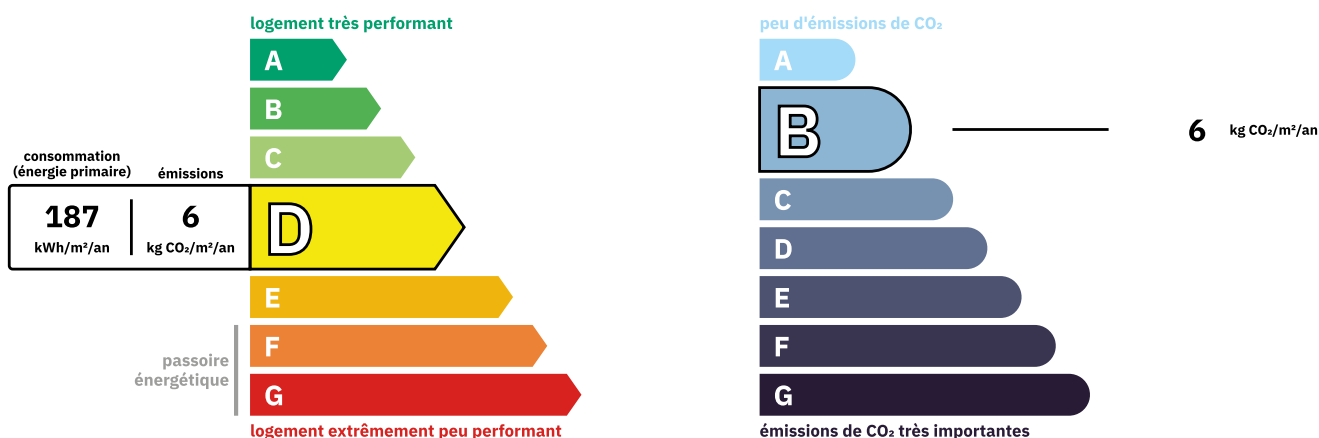 logement très performant
A
B
C
consommation
(énergie primaire)
émissions
187
kWh/m²/an
6
kg CO₂/m²/an
D
E
F
G
passoire
énergétique
logement extrêmement peu performant
peu d'émissions de CO₂
A
B
6 kg CO₂/m²/an
C
D
E
F
G
émissions de CO₂ très importantes